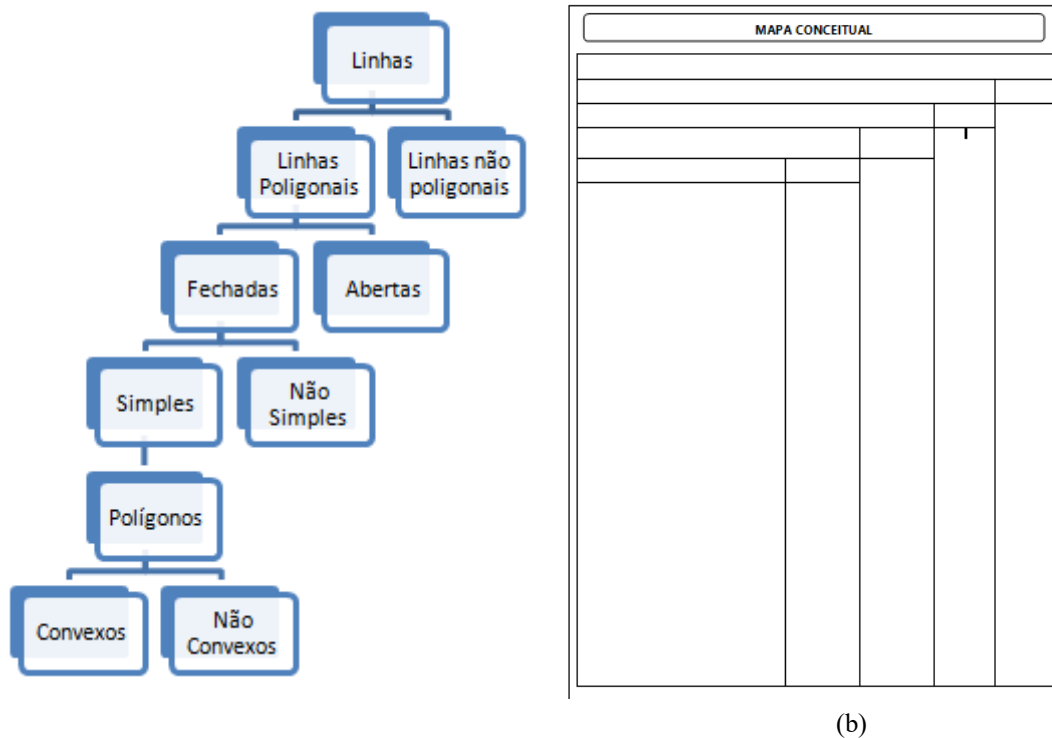 Linhas
Linhas
Poligonais
Linhas não
poligonais
Fechadas
Abertas
Simples
Não
Simples
Polígonos
Convexos
Não
Convexos
MAPA CONCEITUAL
(b)